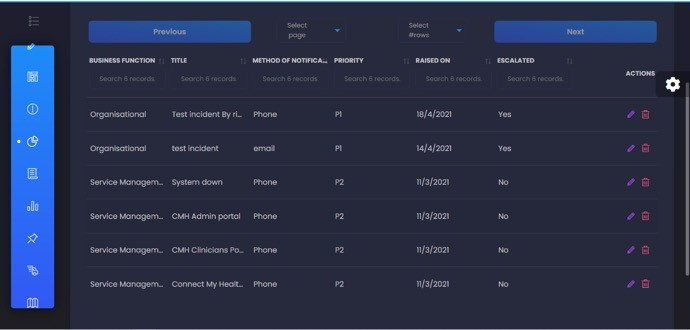 Previous
Select page
Select #rows
Next
BUSINESS FUNCTION TITLE METHOD OF NOTIFICA... PRIORITY RAISED ON ESCALATED ACTIONS
Search 6 records. Search 6 records. Search 6 records. Search 6 records. Search 6 records. Search 6 records.
Organisational Test incident By ri... Phone P1 18/4/2021 Yes
Organisational test incident email P1 14/4/2021 Yes
Service Managem... System down Phone P2 11/3/2021 No
Service Managem... CMH Admin portal Phone P2 11/3/2021 No
Service Managem... CMH Clinicians Po... Phone P2 11/3/2021 No
Service Managem... Connect My Healt... Phone P2 11/3/2021 No